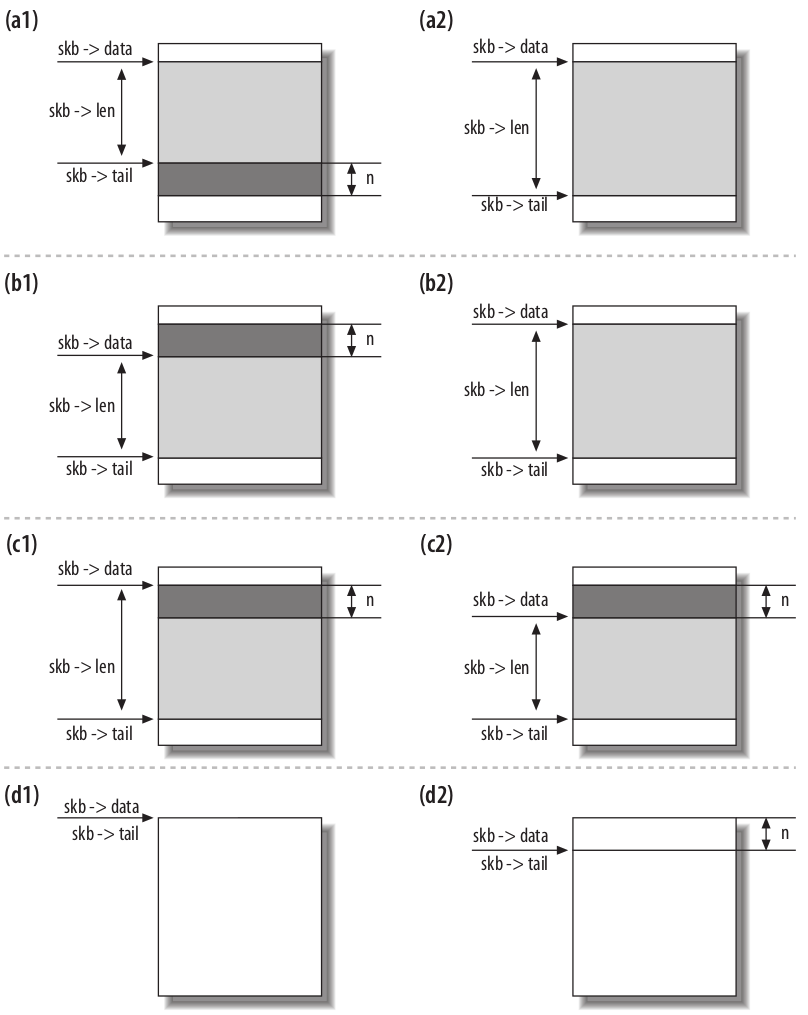 (a1)
skb -> data
skb -> len
skb -> tail
n
(a2)
skb -> data
skb -> len
skb -> tail
(b1)
skb -> data
skb -> len
skb -> tail
n
(b2)
skb -> data
skb -> len
skb -> tail
(c1)
skb -> data
skb -> len
skb -> tail
n
(c2)
skb -> data
skb -> len
skb -> tail
n
(d1)
skb -> data
skb -> tail
(d2)
skb -> data
skb -> tail
n